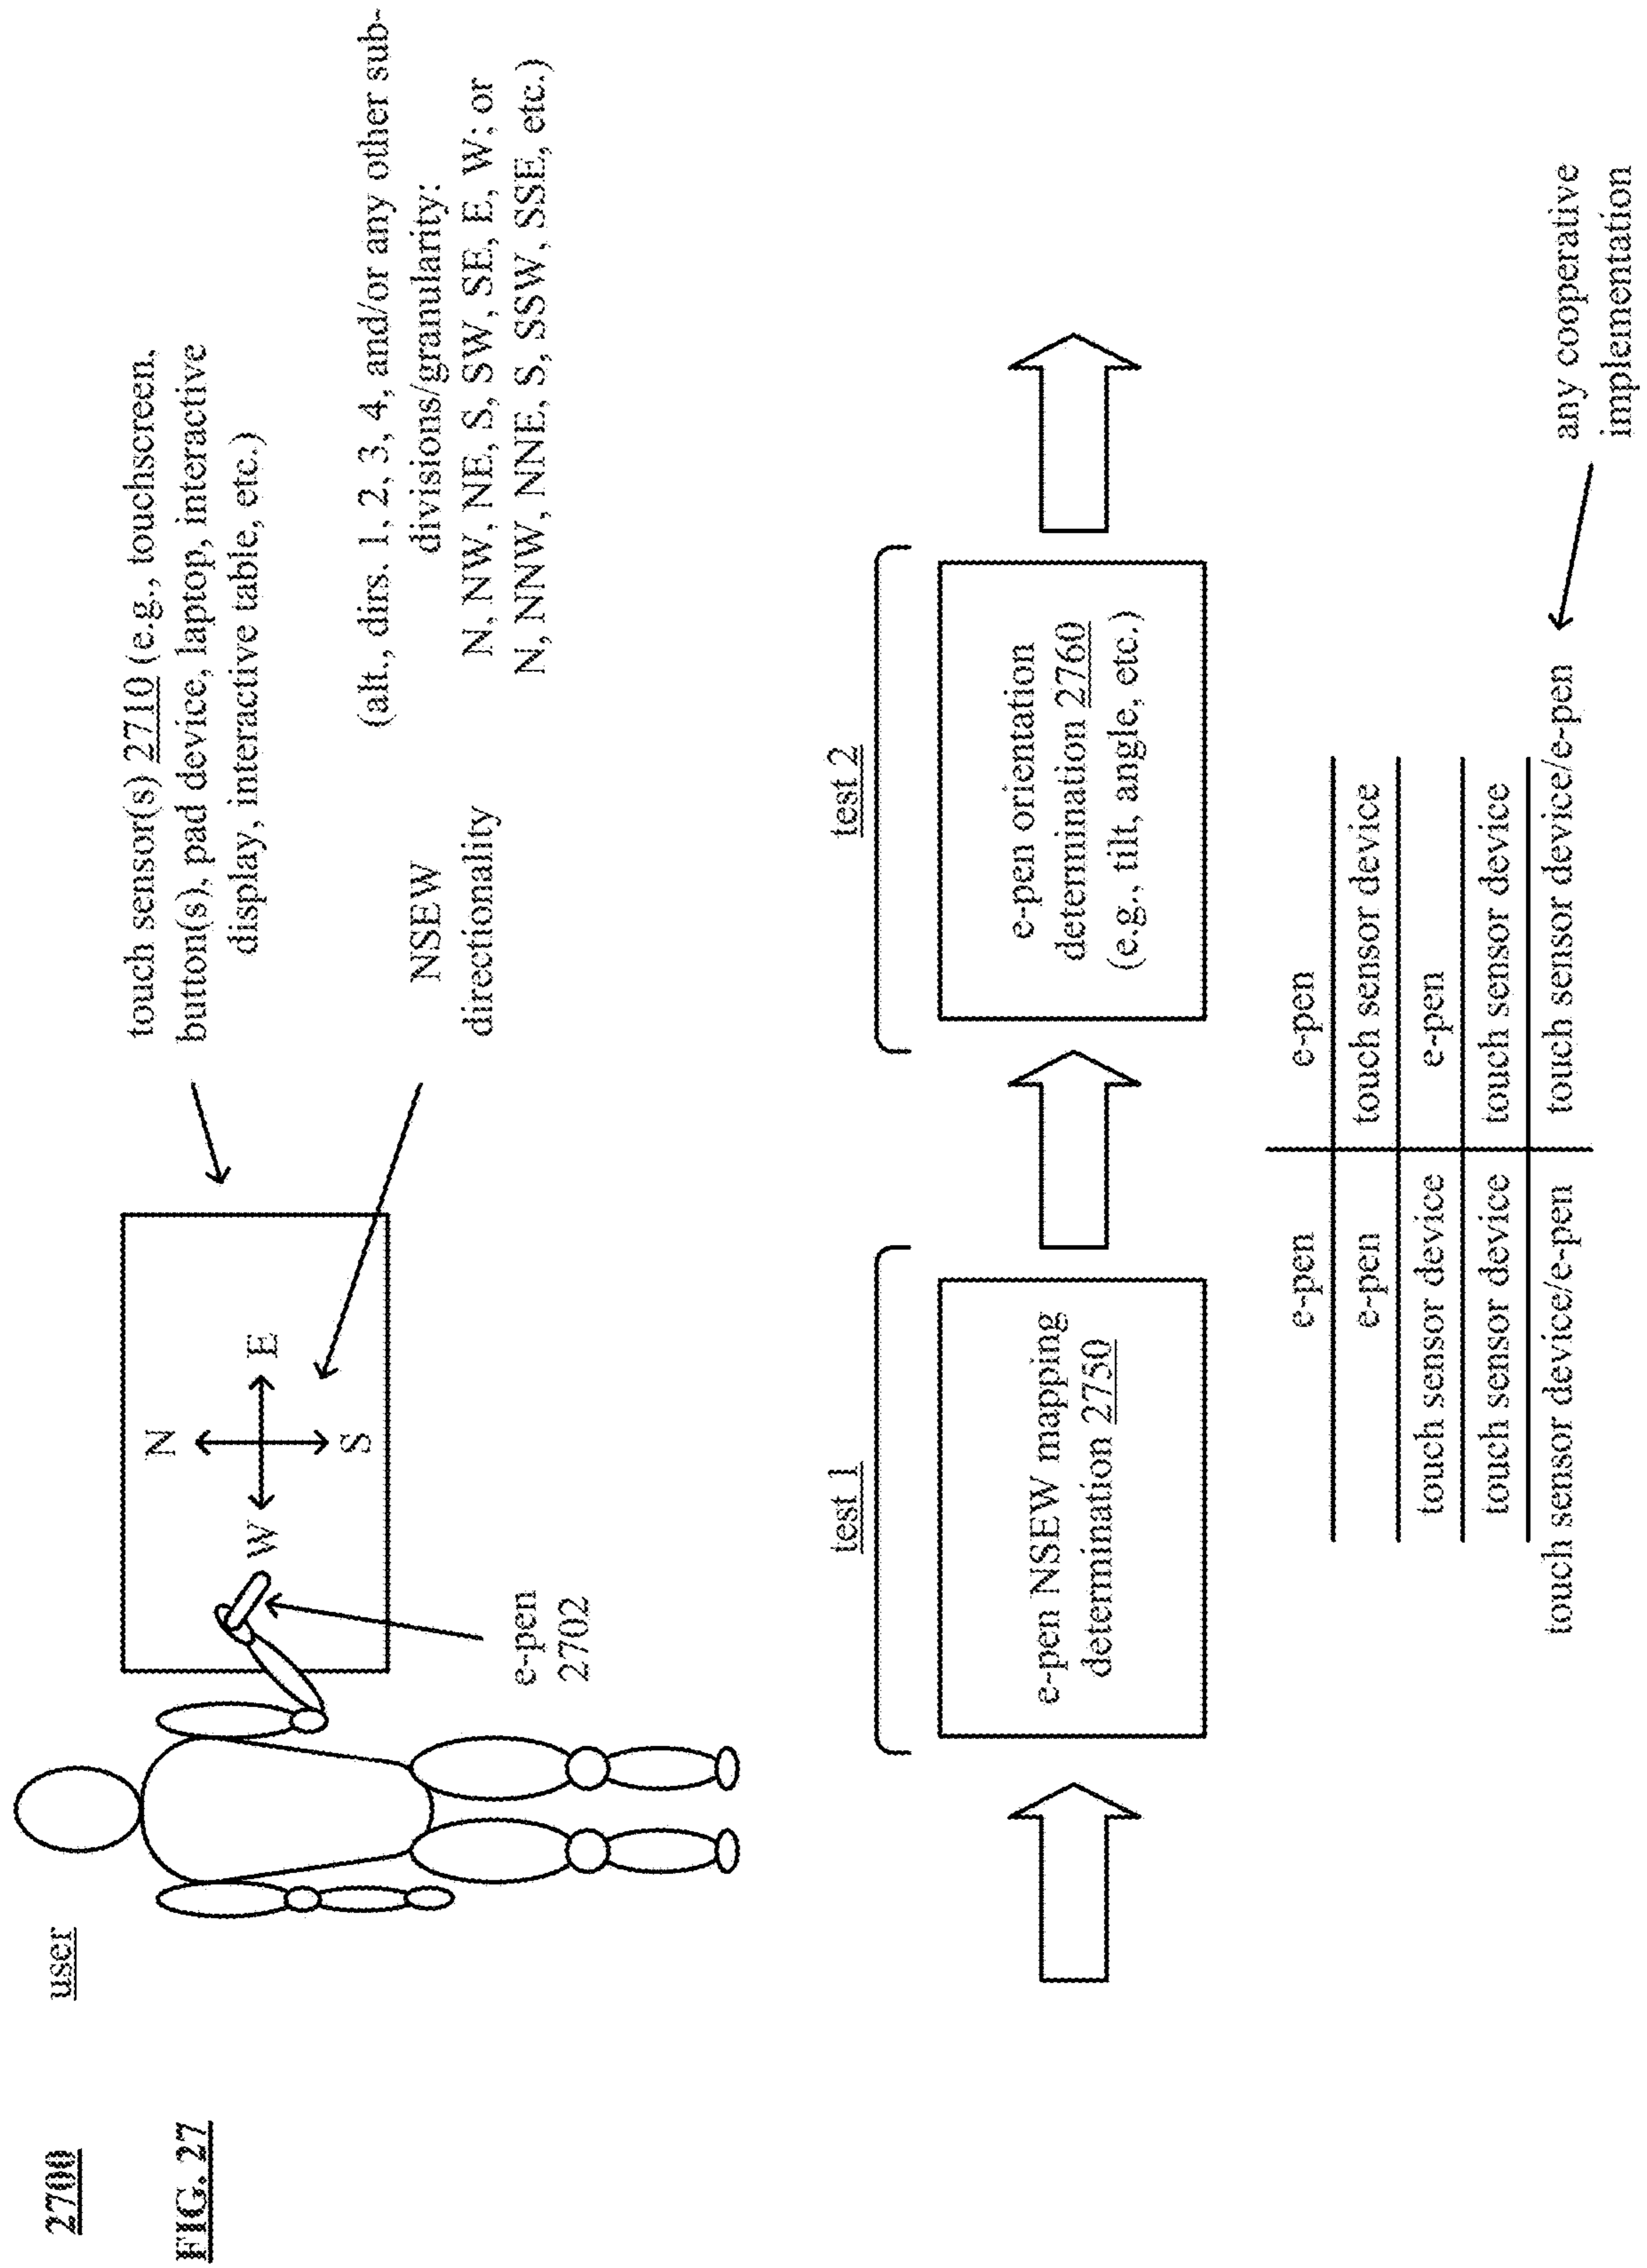 2700
FIG. 27
user
touch sensor(s) 2710 (e.g., touchscreen,
button(s), pad device, laptop, interactive
display, interactive table, etc.)
N
W
E
S
e-pen
2702
NSEW
directionality
(alt., dirs. 1, 2, 3, 4, and/or any other sub-
divisions/granularity:
N, NW, NE, S, SW, SE, E, W; or
N, NNW, NNE, S, SSW, SSE, etc.)
test 1
e-pen NSEW mapping
determination 2750
test 2
e-pen orientation
determination 2760
(e.g., tilt, angle, etc.)
e-pen
e-pen
e-pen
touch sensor device
touch sensor device
e-pen
touch sensor device
touch sensor device
touch sensor device/e-pen
touch sensor device/e-pen
any cooperative
implementation